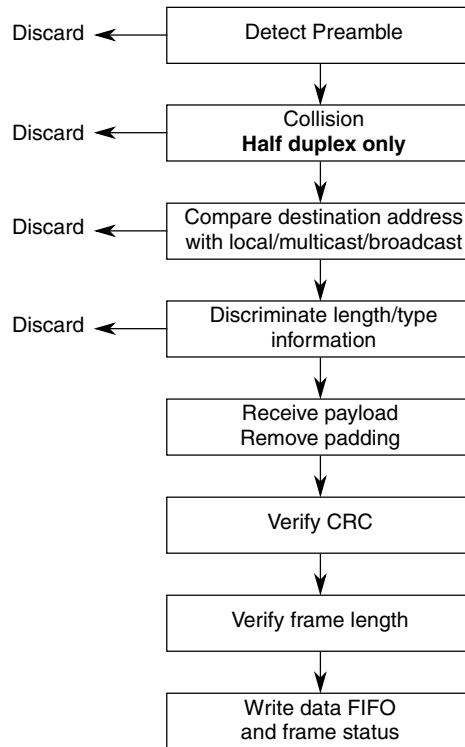 Discard
Detect Preamble
Discard
Collision
Half duplex only
Discard
Compare destination address
with local/multicast/broadcast
Discard
Discriminate length/type
information
Receive payload
Remove padding
Verify CRC
Verify frame length
Write data FIFO
and frame status